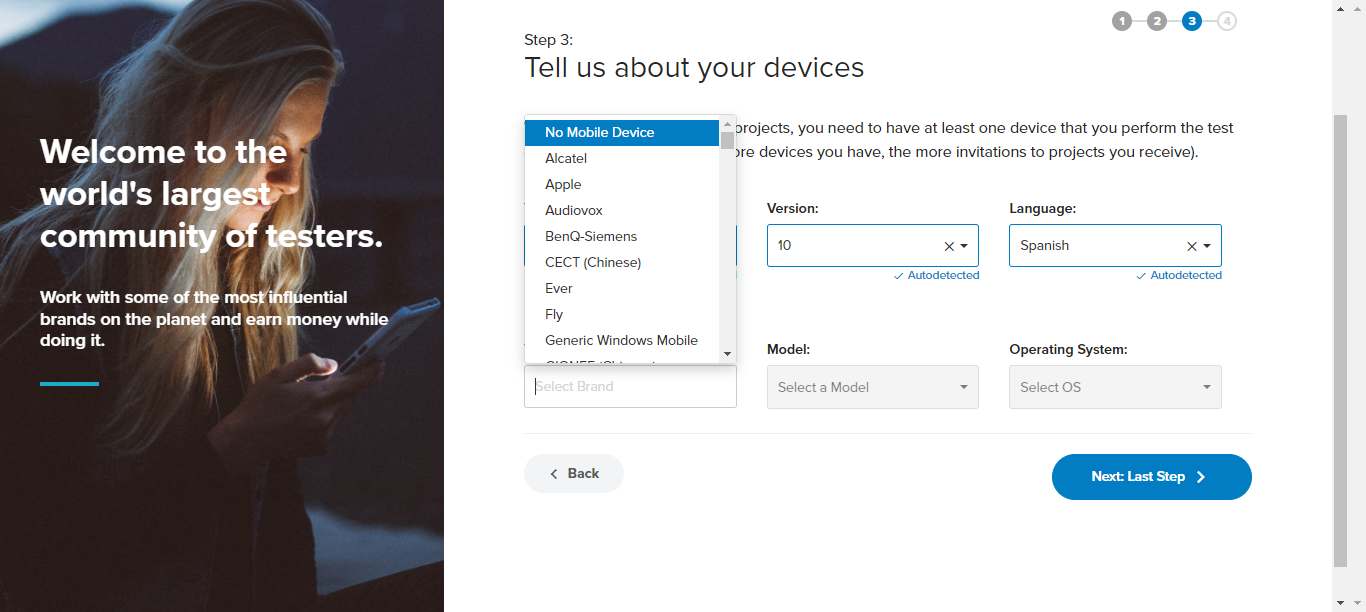 Welcome to the
world's largest
community of testers.
Work with some of the most influential
brands on the planet and earn money while
doing it.
1 2 3 4
Step 3:
Tell us about your devices
projects, you need to have at least one device that you perform the test
devices you have, the more invitations to projects you receive).
No Mobile Device
Alcatel
Apple
Audiovox
BenQ-Siemens
CECT (Chinese)
Ever
Fly
Generic Windows Mobile
Version:
Language:
10
Spanish
Autodetected
Autodetected
Model:
Operating System:
Select Brand
Select a Model
Select OS
Back
Next: Last Step